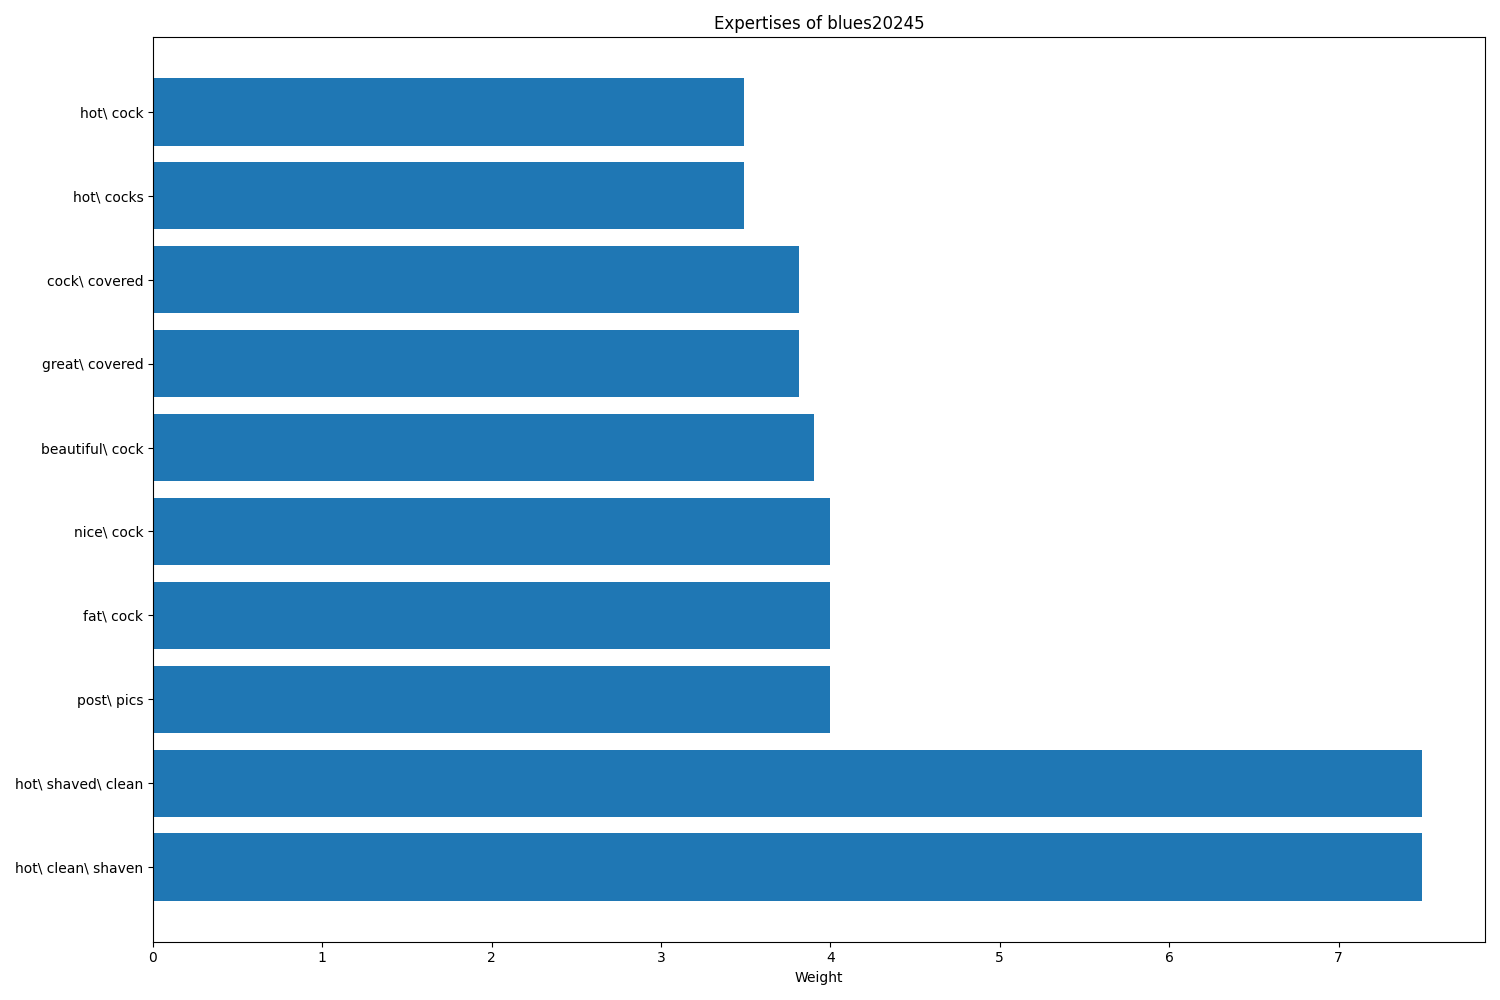 Expertises of blues20245
hot\ cock
hot\ cocks
cock\ covered
great\ covered
beautiful\ cock
nice\ cock
fat\ cock
post\ pics
hot\ shaved\ clean
hot\ clean\ shaven
0 1 2 3 4 5 6 7
Weight